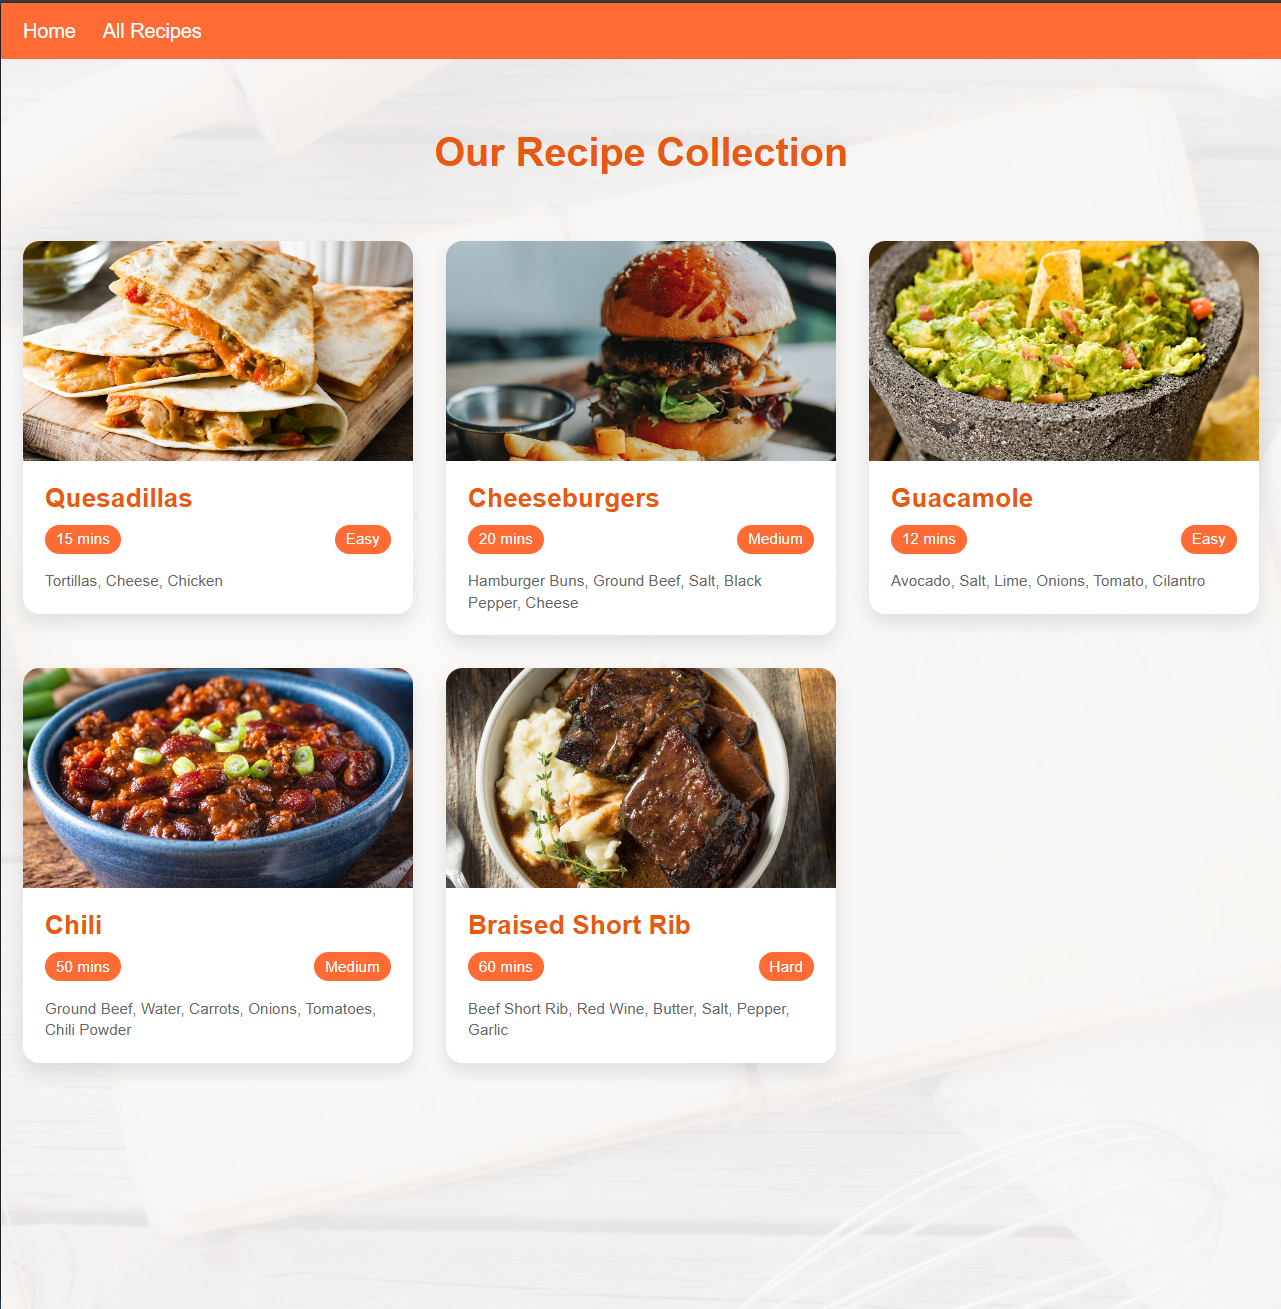 Home All Recipes
Our Recipe Collection
Quesadillas
15 mins Easy
Tortillas, Cheese, Chicken
Cheeseburgers
20 mins Medium
Hamburger Buns, Ground Beef, Salt, Black
Pepper, Cheese
Guacamole
12 mins Easy
Avocado, Salt, Lime, Onions, Tomato, Cilantro
Chili
50 mins Medium
Ground Beef, Water, Carrots, Onions, Tomatoes,
Chili Powder
Braised Short Rib
60 mins Hard
Beef Short Rib, Red Wine, Butter, Salt, Pepper,
Garlic